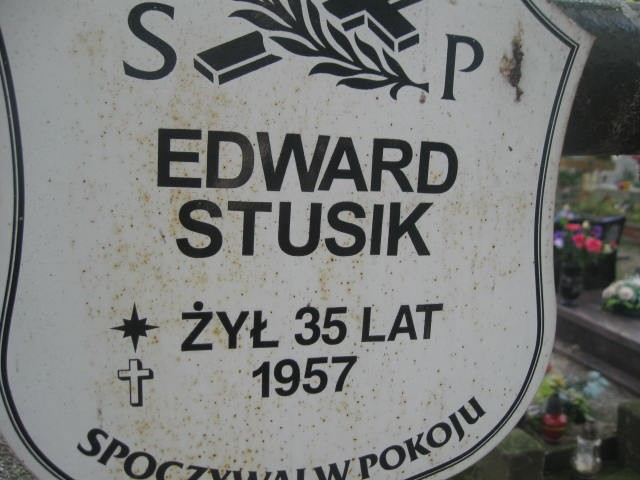 S P
EDWARD
STUSIK
ŻYŁ 35 LAT
1957
SPOCZYWAJ W POKOJU